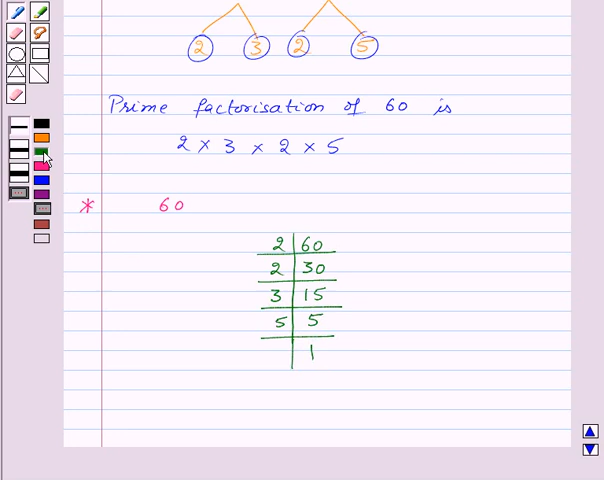 2 3 2 5
Prime factorisation of 60 is
2 × 3 × 2 × 5
* 60
2 60
2 30
3 15
5 5
1